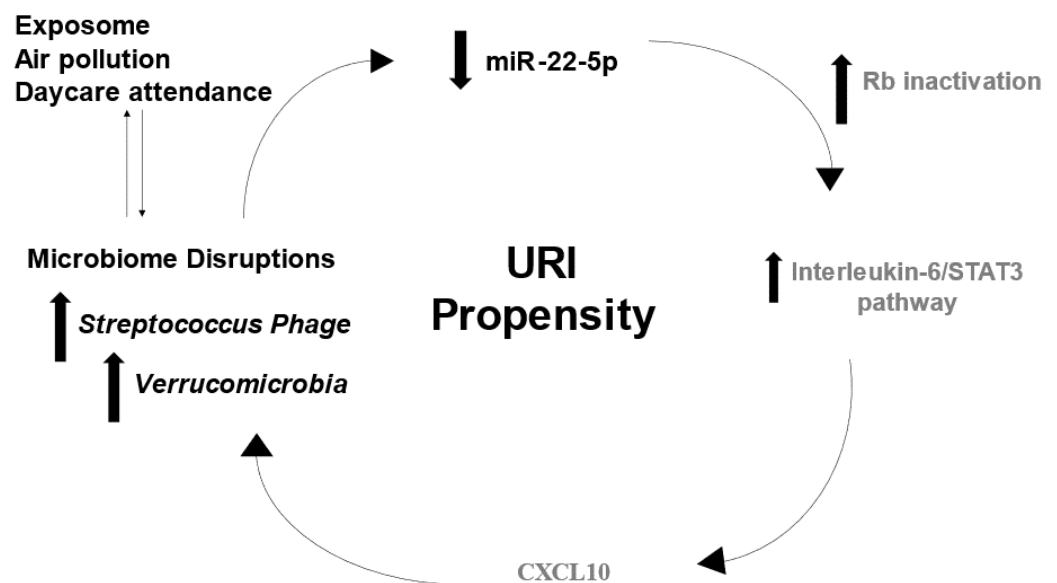 Exposome
Air pollution
Daycare attendance
miR-22-5p
Rb inactivation
Microbiome Disruptions
Streptococcus Phage
Verrucomicrobia
URI
Propensity
Interleukin-6/STAT3
pathway
CXCL10